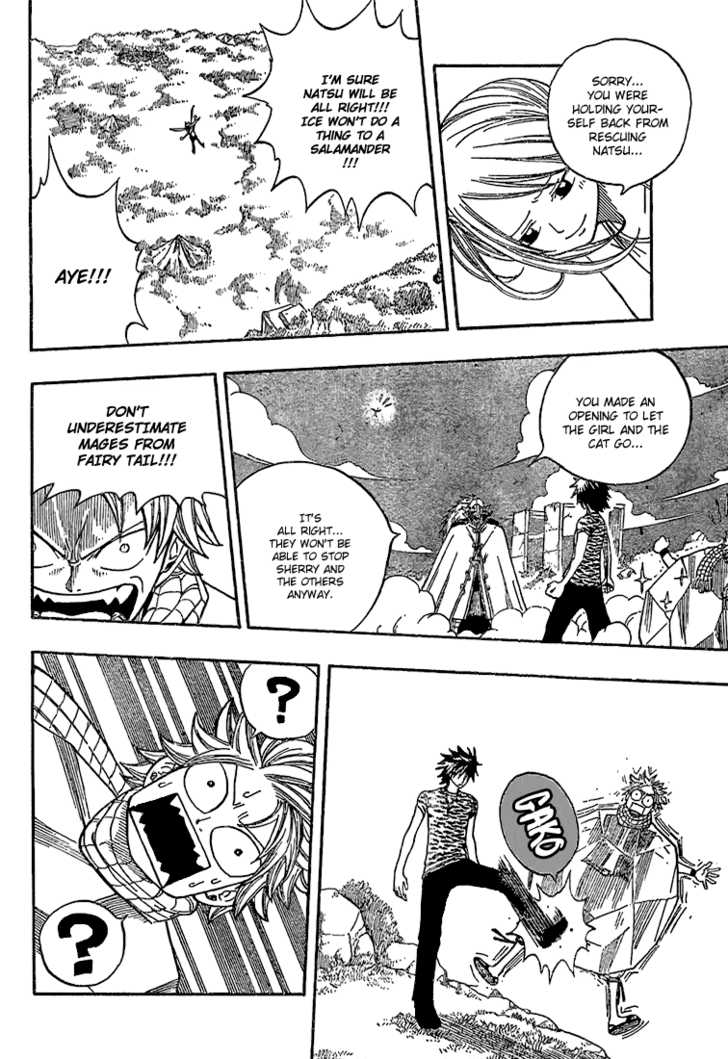 SORRY...
YOU WERE
HOLDING YOUR-
SELF BACK FROM
RESCUING
NATSU...
I'M SURE
NATSU WILL BE
ALL RIGHT!!!
ICE WON'T DO A
THING TO A
SALAMANDER
!!!
AYE!!!
YOU MADE AN
OPENING TO LET
THE GIRL AND THE
CAT GO...
IT'S
ALL RIGHT...
THEY WON'T BE
ABLE TO STOP
SHERRY AND
THE OTHERS
ANYWAY.
DON'T
UNDERESTIMATE
MAGES FROM
FAIRY TAIL!!!
GAKO
?
?